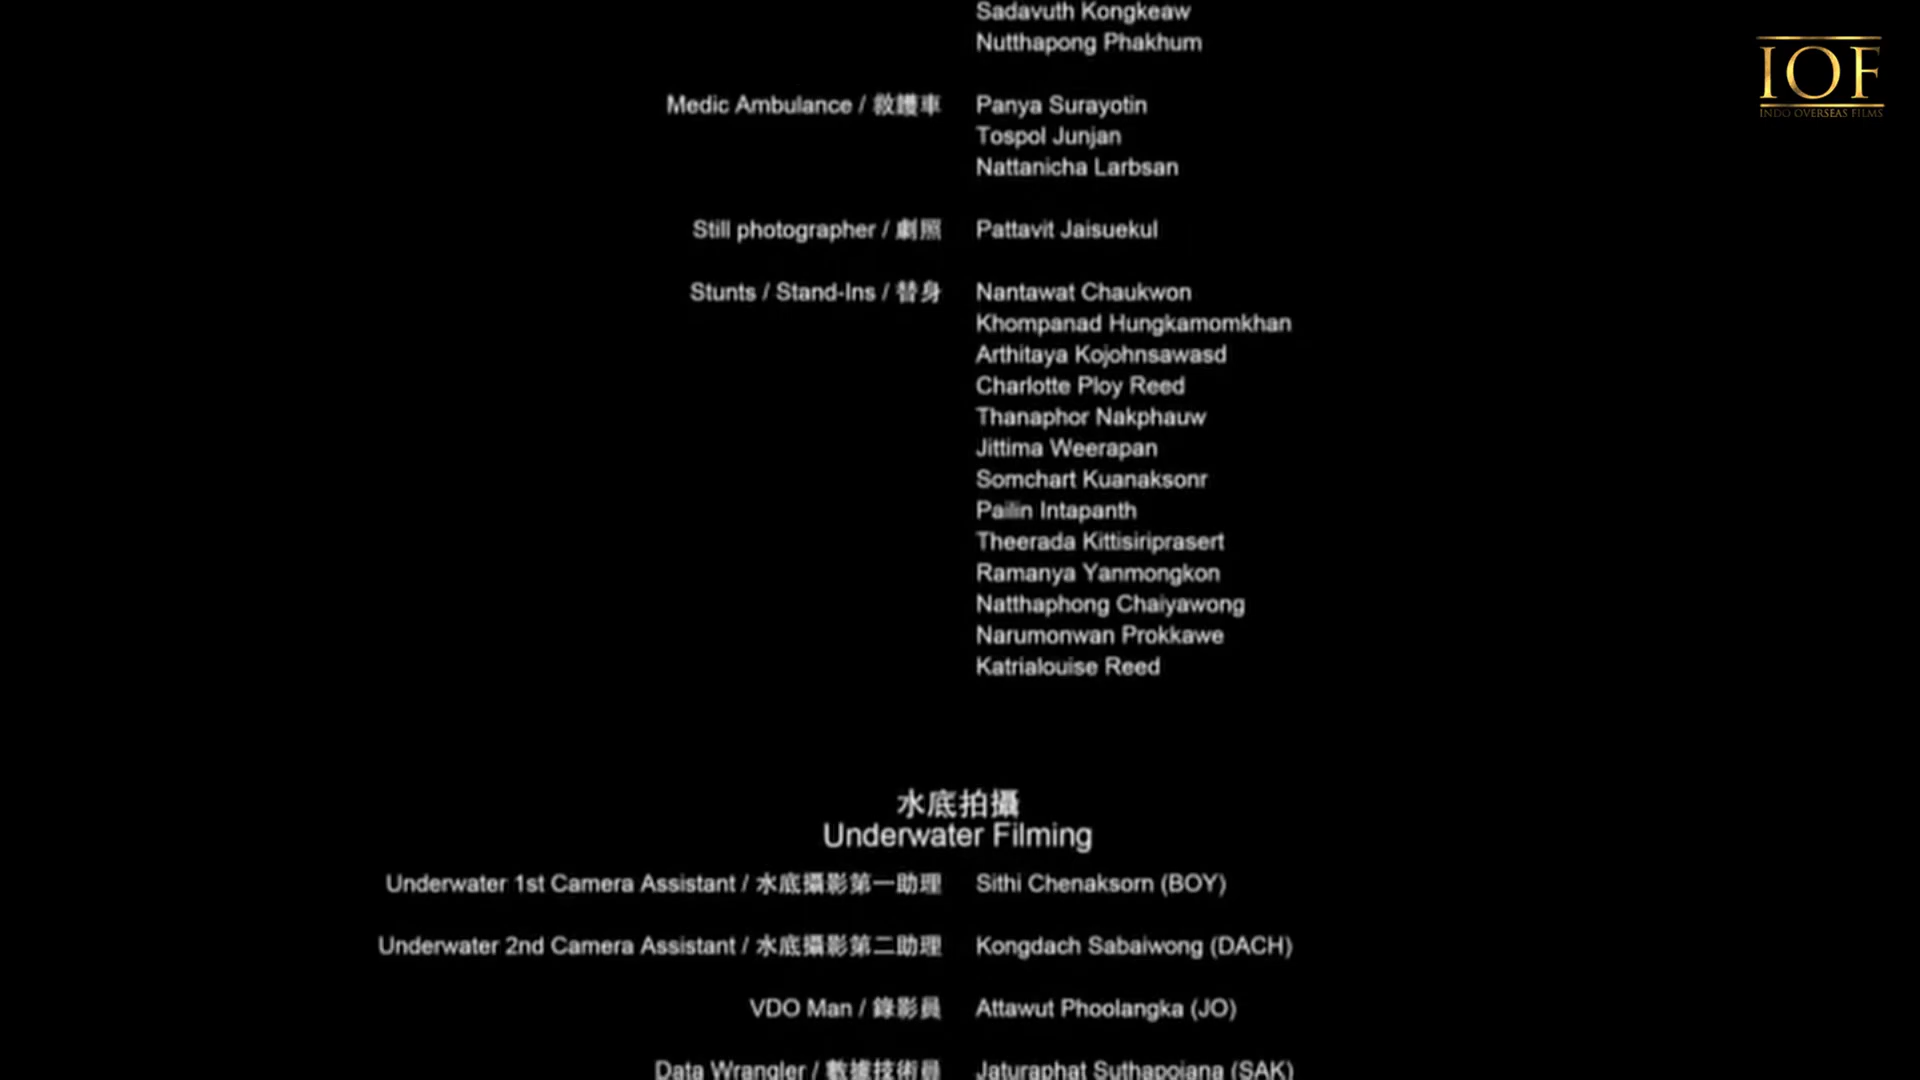 Sadavuth Kongkeaw
Nutthapong Phakhum
IOF
INDO OVERSEAS FILMS
Medic Ambulance / 救護車 Panya Surayotin
Tospol Junjan
Nattanicha Larbsan
Still photographer / 劇照 Pattavit Jaisuekul
Stunts / Stand-Ins / 替身 Nantawat Chaukwon
Khompanad Hungkamomkhan
Arthitaya Kojohnsawasd
Charlotte Ploy Reed
Thanaphor Nakphauw
Jittima Weerapan
Somchart Kuanaksonr
Pailin Intapanth
Theerada Kittisiriprasert
Ramanya Yanmongkon
Natthaphong Chaiyawong
Narumonwan Prokkawe
Katrialouise Reed
水底拍攝
Underwater Filming
Underwater 1st Camera Assistant / 水底攝影第一助理 Sithi Chenaksorn (BOY)
Underwater 2nd Camera Assistant / 水底攝影第二助理 Kongdach Sabaiwong (DACH)
VDO Man / 錄影員 Attawut Phoolangka (JO)
Data Wrangler / 數據技術員 Jaturaphat Suthapojana (SAK)